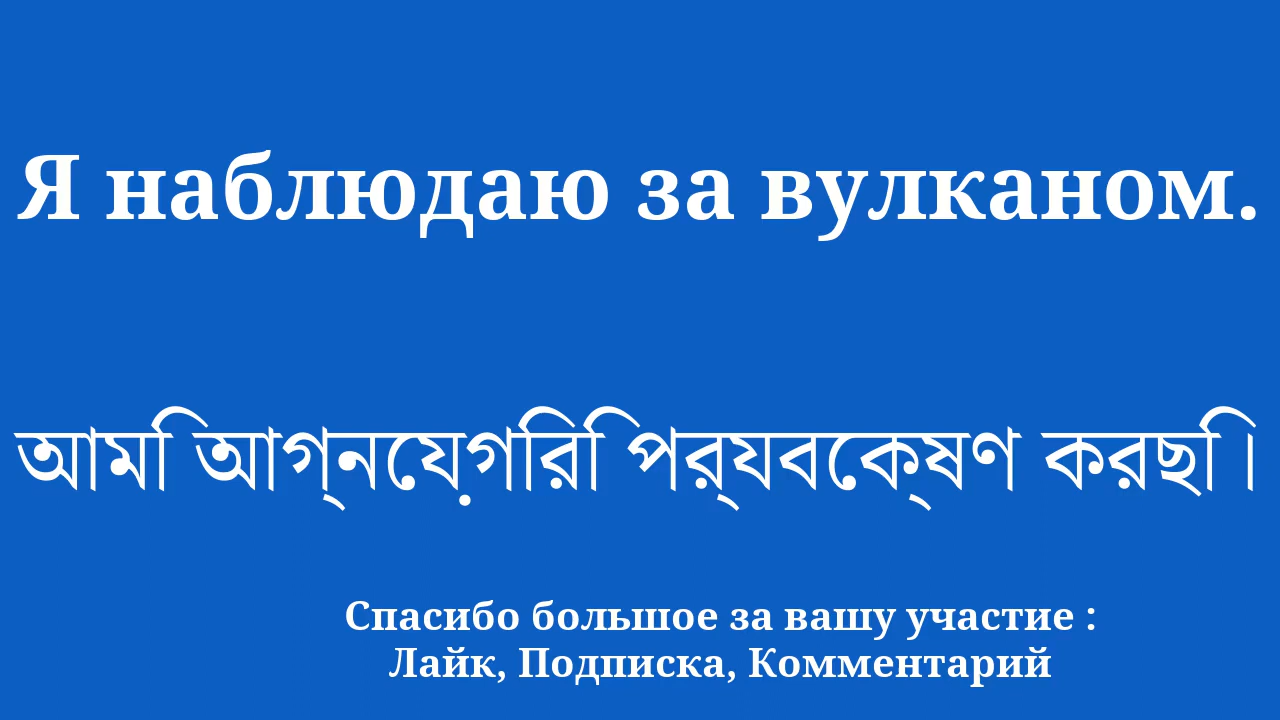 Я наблюдаю за вулканом.
আমি আগ্নেয়গিরি পর্যবেক্ষণ করছি।
Спасибо большое за вашу участие :
Лайк, Подписка, Комментарий